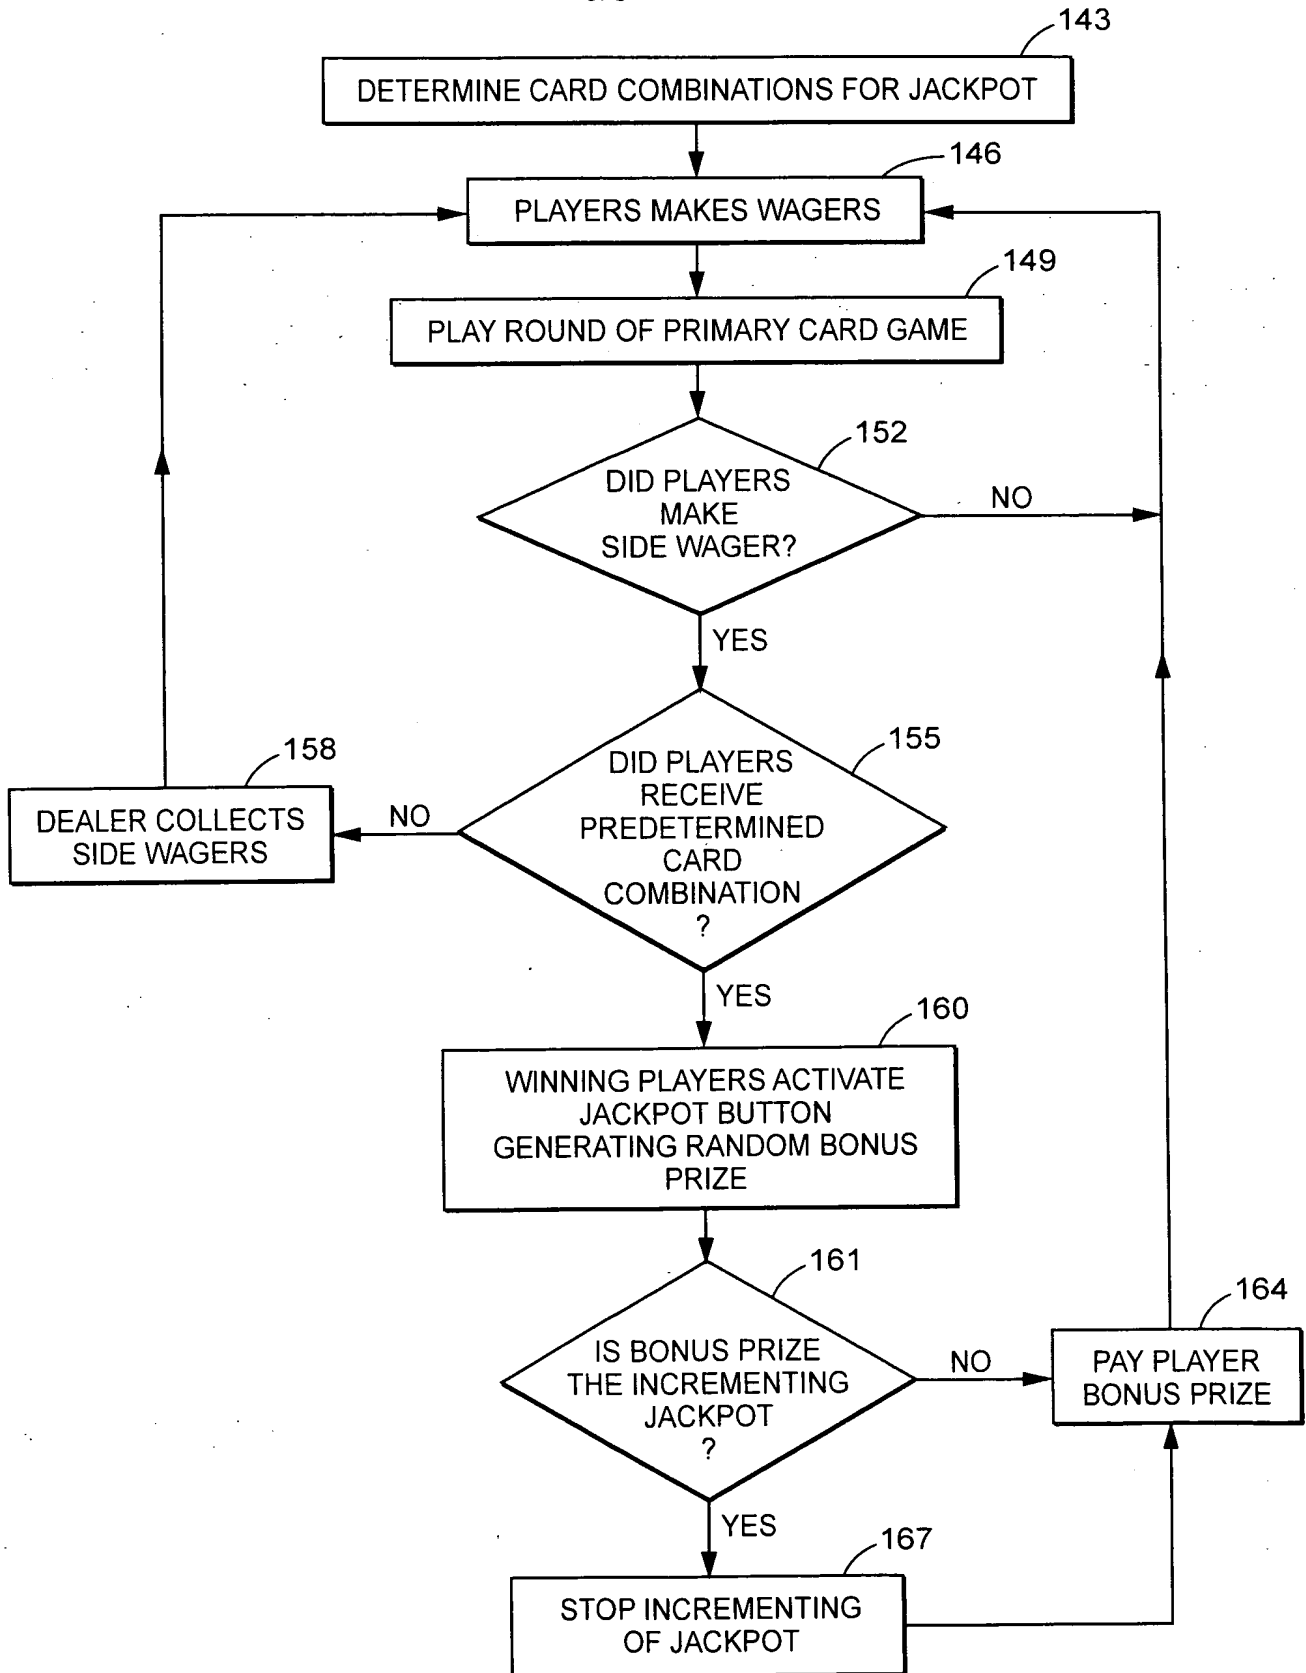 143
DETERMINE CARD COMBINATIONS FOR JACKPOT
146
PLAYERS MAKES WAGERS
149
PLAY ROUND OF PRIMARY CARD GAME
152
DID PLAYERS
MAKE
SIDE WAGER?
NO
YES
155
DID PLAYERS
RECEIVE
PREDETERMINED
CARD
COMBINATION
?
NO
158
DEALER COLLECTS
SIDE WAGERS
YES
160
WINNING PLAYERS ACTIVATE
JACKPOT BUTTON
GENERATING RANDOM BONUS
PRIZE
161
IS BONUS PRIZE
THE INCREMENTING
JACKPOT
?
NO
164
PAY PLAYER
BONUS PRIZE
YES
167
STOP INCREMENTING
OF JACKPOT